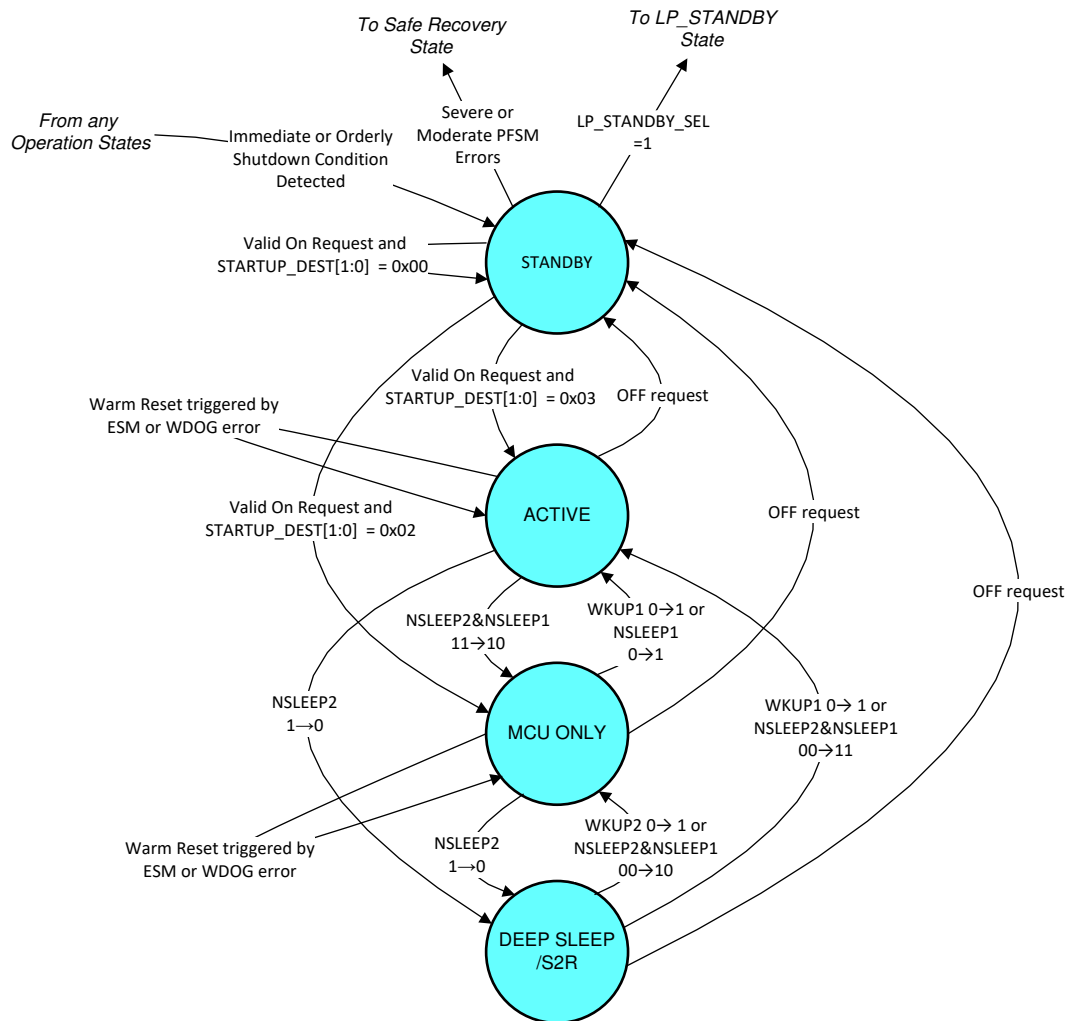 To Safe Recovery
State
To LP_STANDBY
State
From any
Operation States
Severe or
Moderate PFSM
Errors
LP_STANDBY_SEL
=1
Immediate or Orderly
Shutdown Condition
Detected
Valid On Request and
STARTUP_DEST[1:0] = 0x00
STANDBY
Valid On Request and
STARTUP_DEST[1:0] = 0x03
OFF request
Warm Reset triggered by
ESM or WDOG error
Valid On Request and
STARTUP_DEST[1:0] = 0x02
ACTIVE
OFF request
OFF request
NSLEEP2&NSLEEP1
11→10
WKUP1 0→1 or
NSLEEP1
0→1
NSLEEP2
1→0
MCU ONLY
WKUP1 0→ 1 or
NSLEEP2&NSLEEP1
00→11
Warm Reset triggered by
ESM or WDOG error
NSLEEP2
1→0
WKUP2 0→ 1 or
NSLEEP2&NSLEEP1
00→10
DEEP SLEEP
/S2R